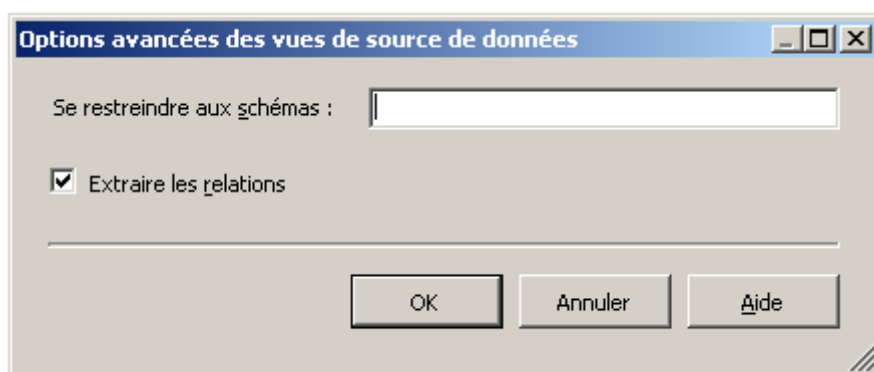 Options avancées des vues de source de données
Se restreindre aux schémas :
Extraire les relations
OK Annuler Aide